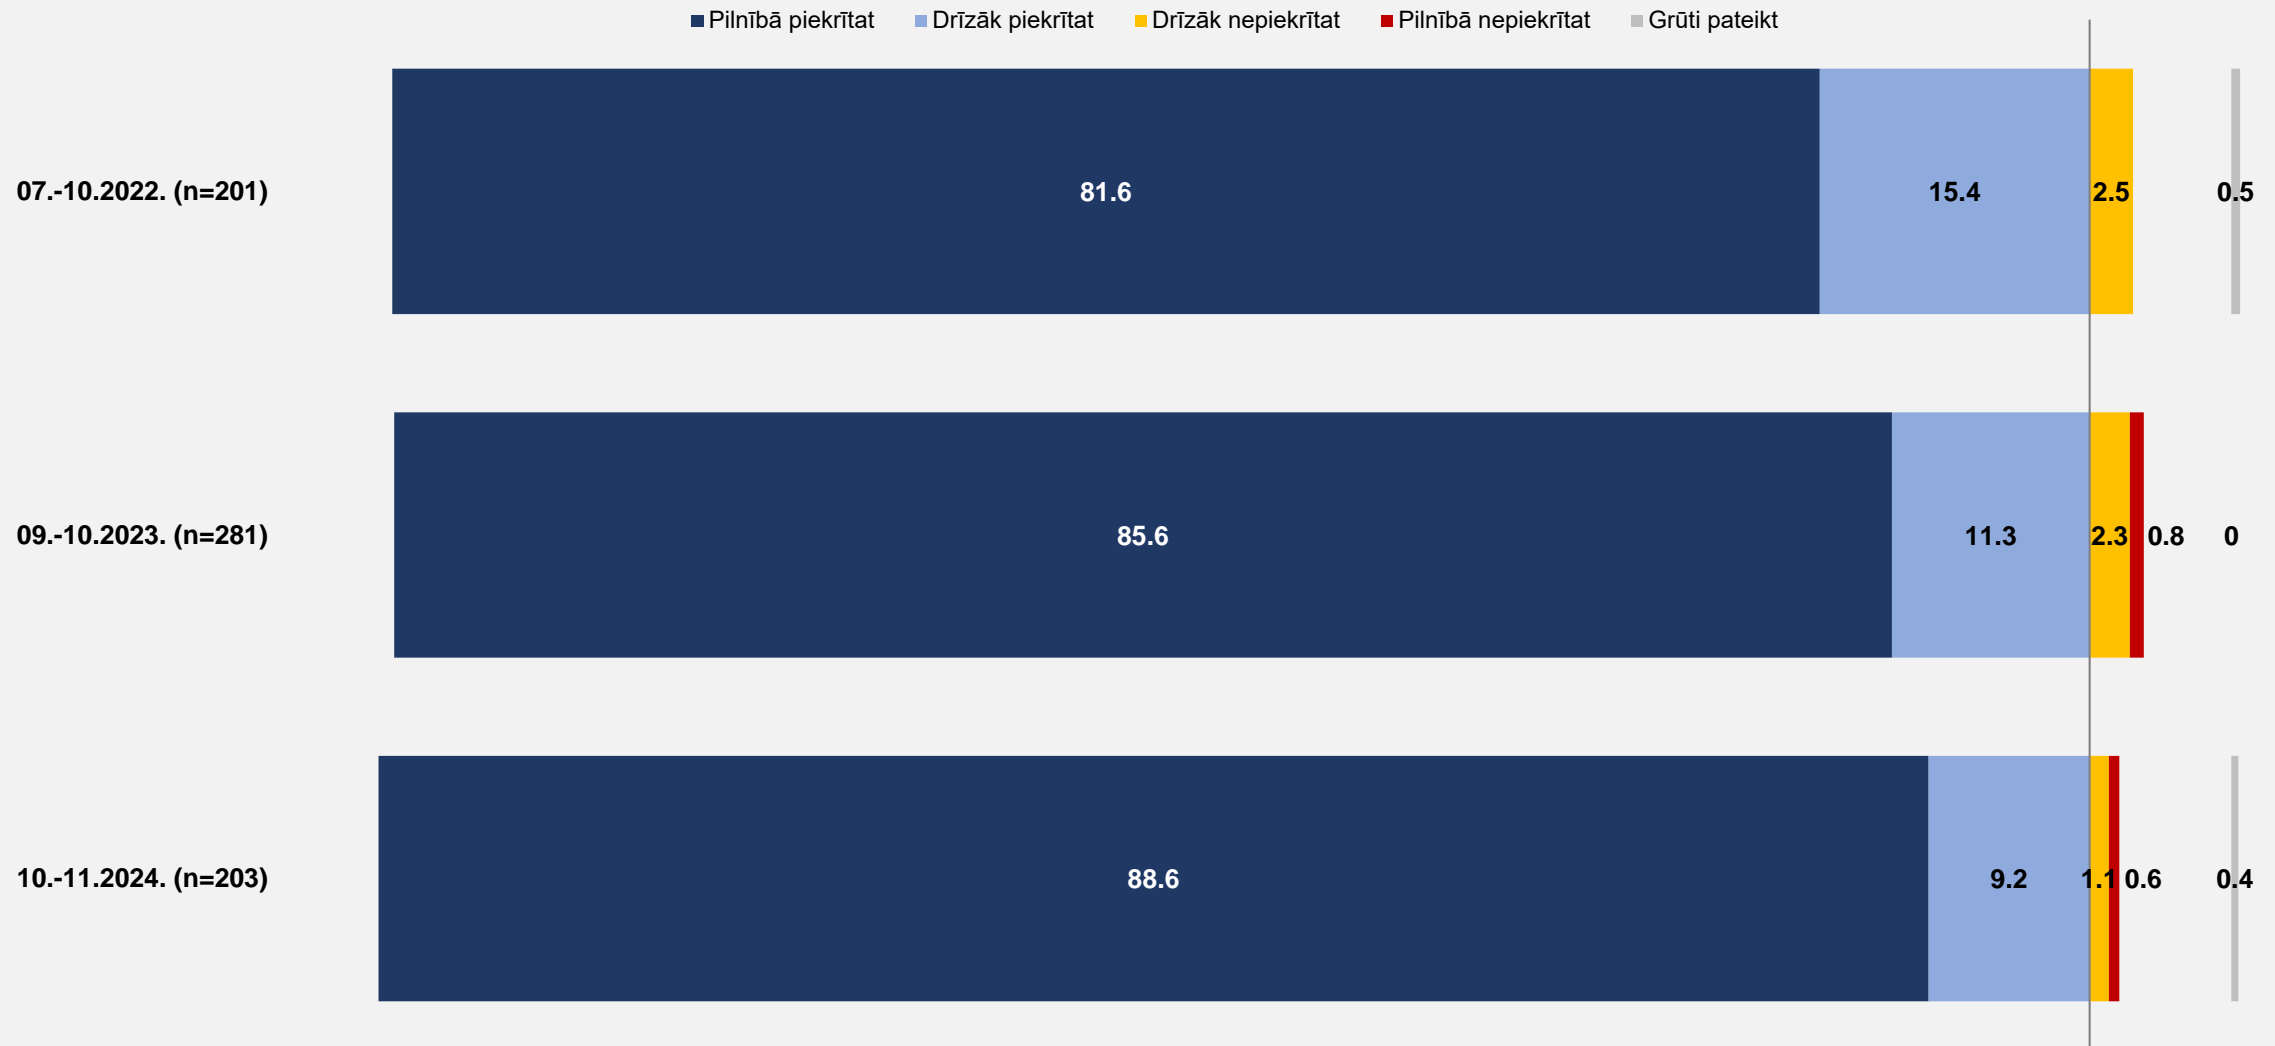 Pilnībā piekrītat Drīzāk piekrītat Drīzāk nepiekrītat Pilnībā nepiekrītat Grūti pateikt
07.-10.2022. (n=201) 81.6 15.4 2.5 0.5
09.-10.2023. (n=281) 85.6 11.3 2.3 0.8 0
10.-11.2024. (n=203) 88.6 9.2 1.1 0.6 0.4